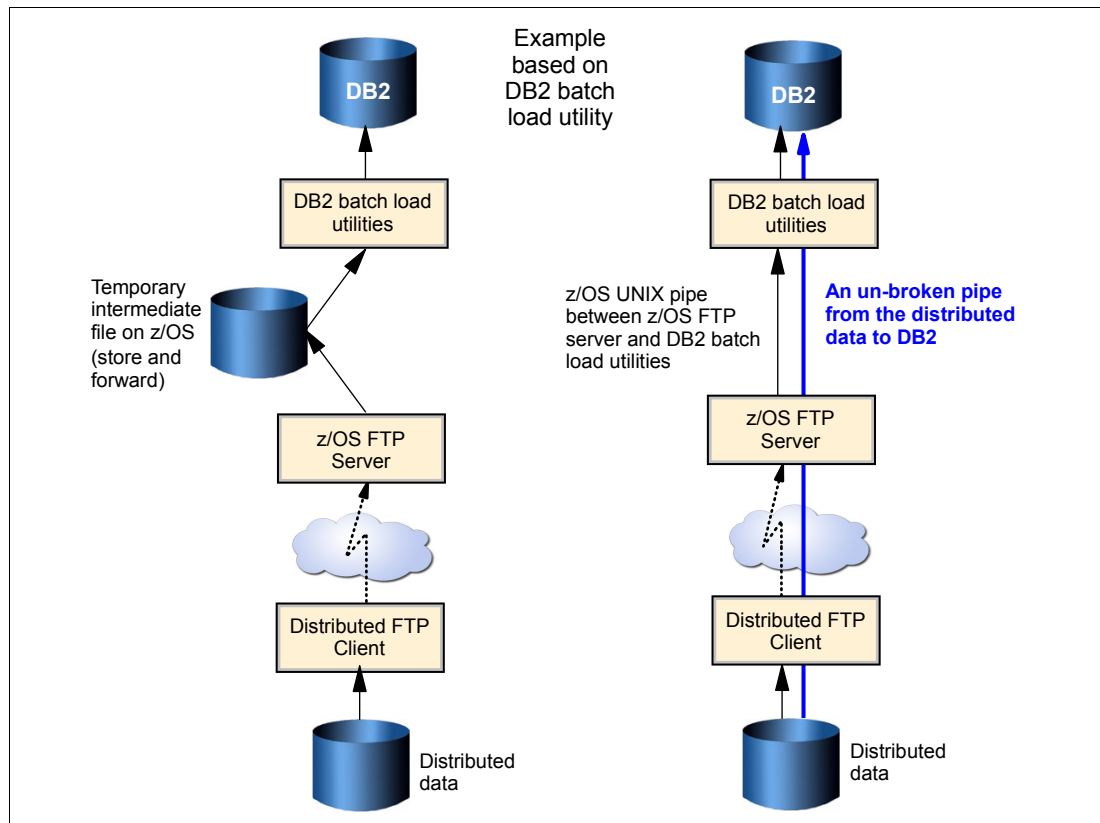 Example
based on
DB2 batch
load utility
DB2
DB2 batch load
utilities
Temporary
intermediate
file on z/OS
(store and
forward)
z/OS FTP
Server
Distributed FTP
Client
Distributed
data
DB2
DB2 batch load
utilities
z/OS UNIX pipe
between z/OS FTP
server and DB2 batch
load utilities
An un-broken pipe
from the distributed
data to DB2
z/OS FTP
Server
Distributed FTP
Client
Distributed
data